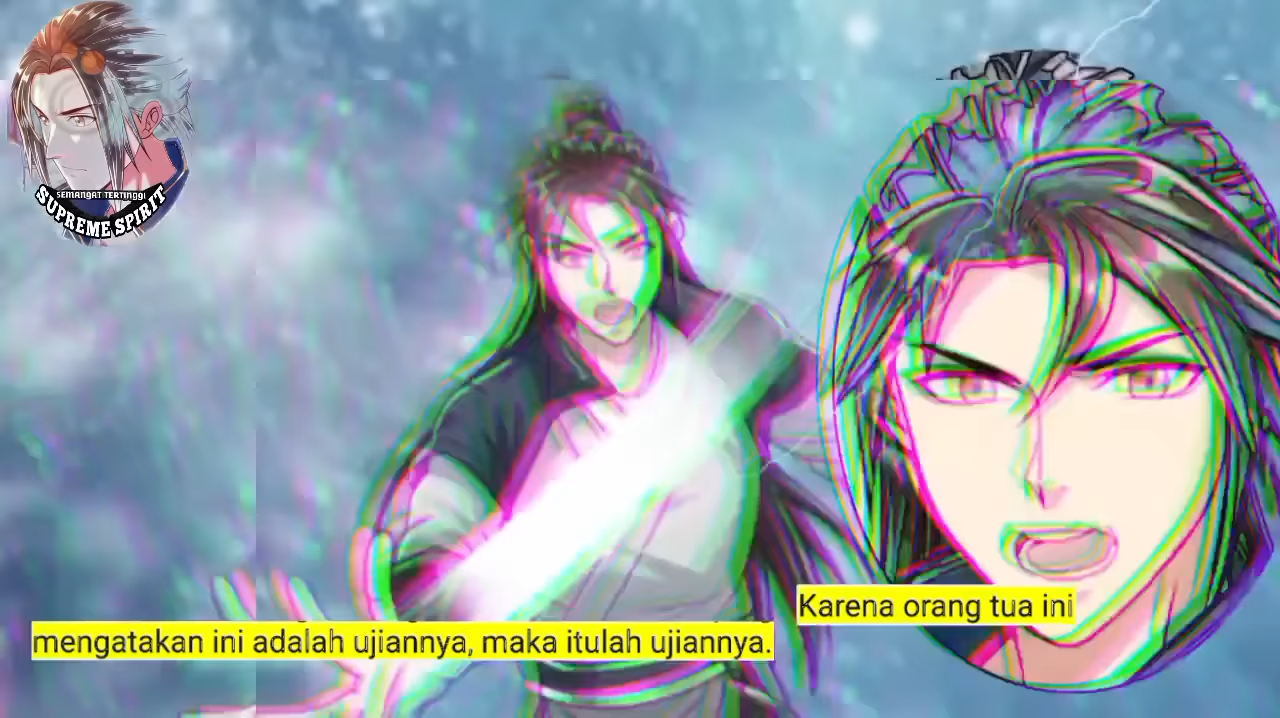 SEMANGAT TERTINGGI
SUPREME SPIRIT
Karena orang tua ini
mengatakan ini adalah ujiannya, maka itulah ujiannya.